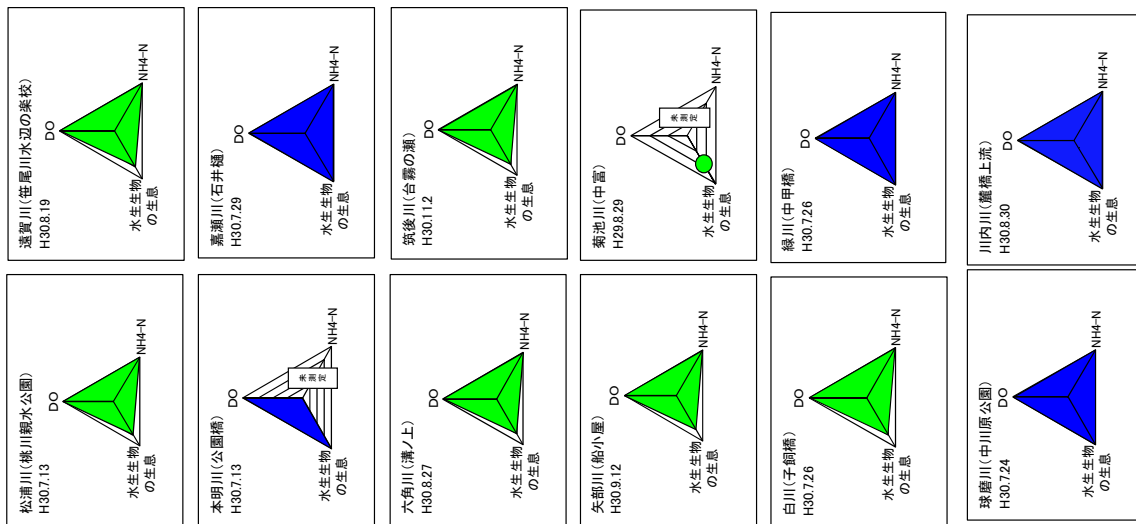 遠賀川(笹尾川水辺の楽校)
H30.8.19
DO
NH4-N
水生生物
の生息
嘉瀬川(石井樋)
H30.7.29
DO
NH4-N
水生生物
の生息
筑後川(台霧の瀬)
H30.11.2
DO
NH4-N
水生生物
の生息
菊池川(中富)
H29.8.29
DO
未測定
NH4-N
水生生物
の生息
緑川(中甲橋)
H30.7.26
DO
NH4-N
水生生物
の生息
川内川(麓橋上流)
H30.8.30
DO
NH4-N
水生生物
の生息
松浦川(桃川親水公園)
H30.7.13
DO
NH4-N
水生生物
の生息
本明川(公園橋)
H30.7.13
DO
未測定
NH4-N
水生生物
の生息
六角川(溝ノ上)
H30.8.27
DO
NH4-N
水生生物
の生息
矢部川(船小屋)
H30.9.12
DO
NH4-N
水生生物
の生息
白川(子飼橋)
H30.7.26
DO
NH4-N
水生生物
の生息
球磨川(中川原公園)
H30.7.24
DO
NH4-N
水生生物
の生息